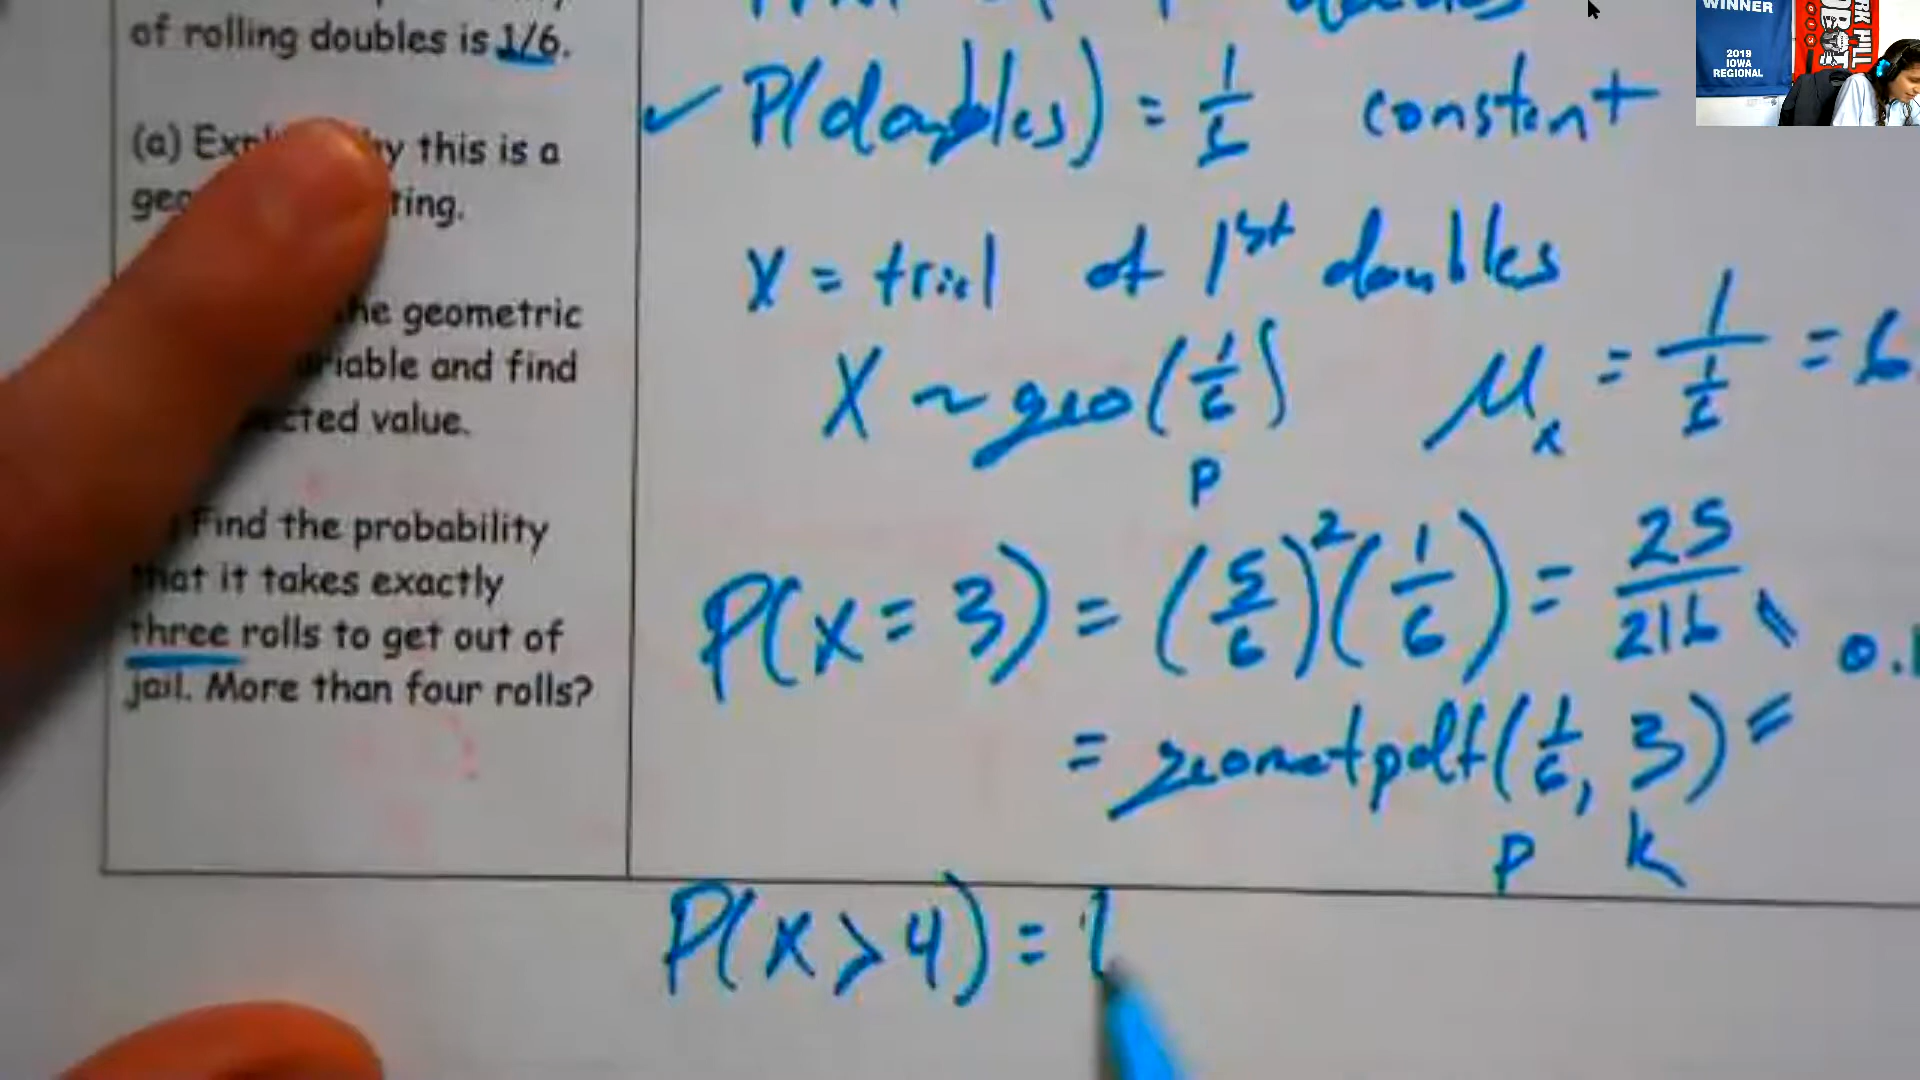 of rolling doubles is 1/6.
(a) Explain why this is a
ting.
he geometric
riable and find
cted value.
Find the probability
that it takes exactly
three rolls to get out of
jail. More than four rolls?
✓ P(doubles) = 1/6 constant
X = trial of 1st doubles
X ~ geo(1/6) μx = 1/(1/6) = 6
p
P(x = 3) = (5/6)²(1/6) = 25/216
= geometpdf(1/6, 3) =
p k
P(x > 4) = 1
WINNER
2019
IOWA
REGIONAL